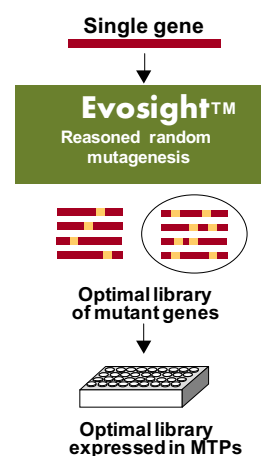 Single gene
Evosight™
Reasoned random
mutagenesis
Optimal library
of mutant genes
Optimal library
expressed in MTPs